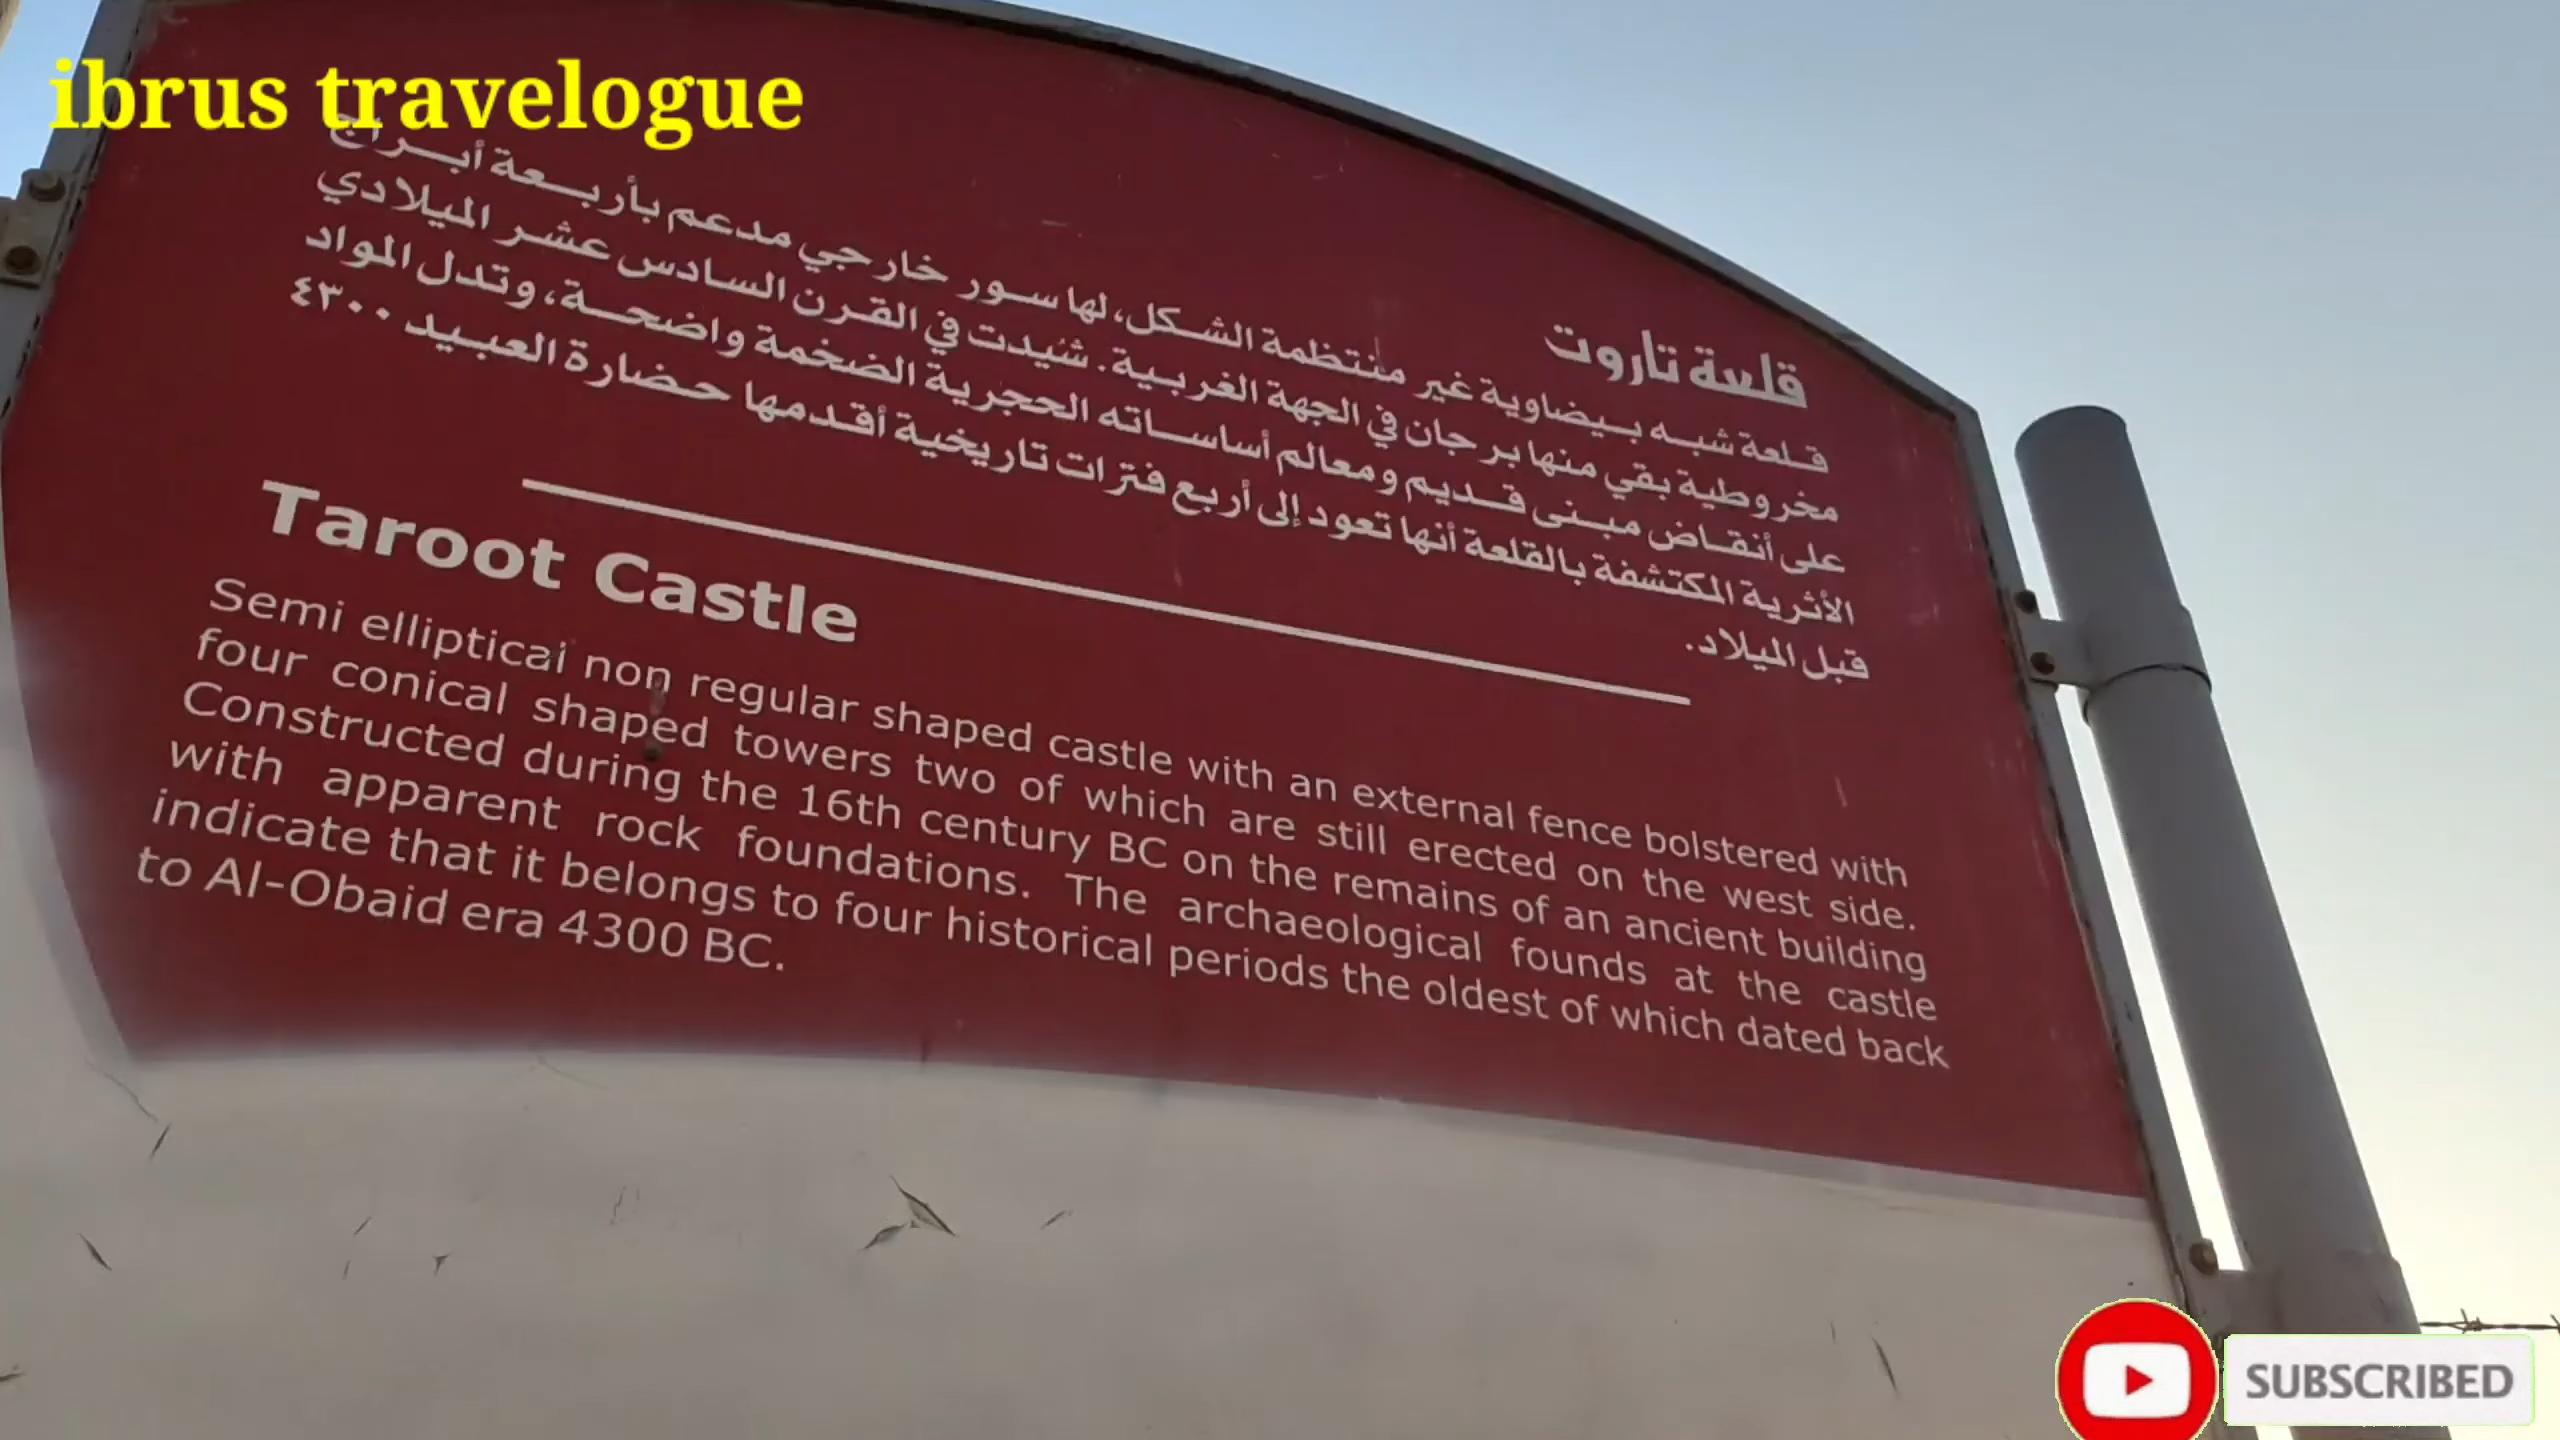 ibrus travelogue
قلعة تاروت
قلعة شبه بيضاوية غير منتظمة الشكل، لها سور خارجي مدعم بأربعة أبراج
مخروطية بقي منها برجان في الجهة الغربية. شيدت في القرن السادس عشر الميلادي
على أنقاض مبنى قديم ومعالم أساساته الحجرية الضخمة واضحة، وتدل المواد
الأثرية المكتشفة بالقلعة أنها تعود إلى أربع فترات تاريخية أقدمها حضارة العبيد ٤٣٠٠
قبل الميلاد.
Taroot Castle
Semi elliptical non regular shaped castle with an external fence bolstered with
four conical shaped towers two of which are still erected on the west side.
Constructed during the 16th century BC on the remains of an ancient building
with apparent rock foundations. The archaeological founds at the castle
indicate that it belongs to four historical periods the oldest of which dated back
to Al-Obaid era 4300 BC.
SUBSCRIBED